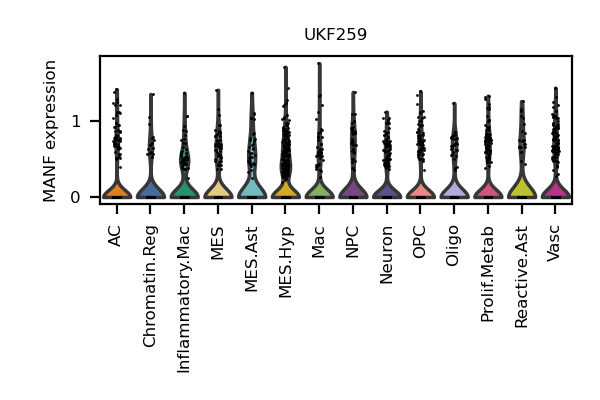 UKF259
MANF expression
1
0
AC
Chromatin.Reg
Inflammatory.Mac
MES
MES.Ast
MES.Hyp
Mac
NPC
Neuron
OPC
Oligo
Prolif.Metab
Reactive.Ast
Vasc